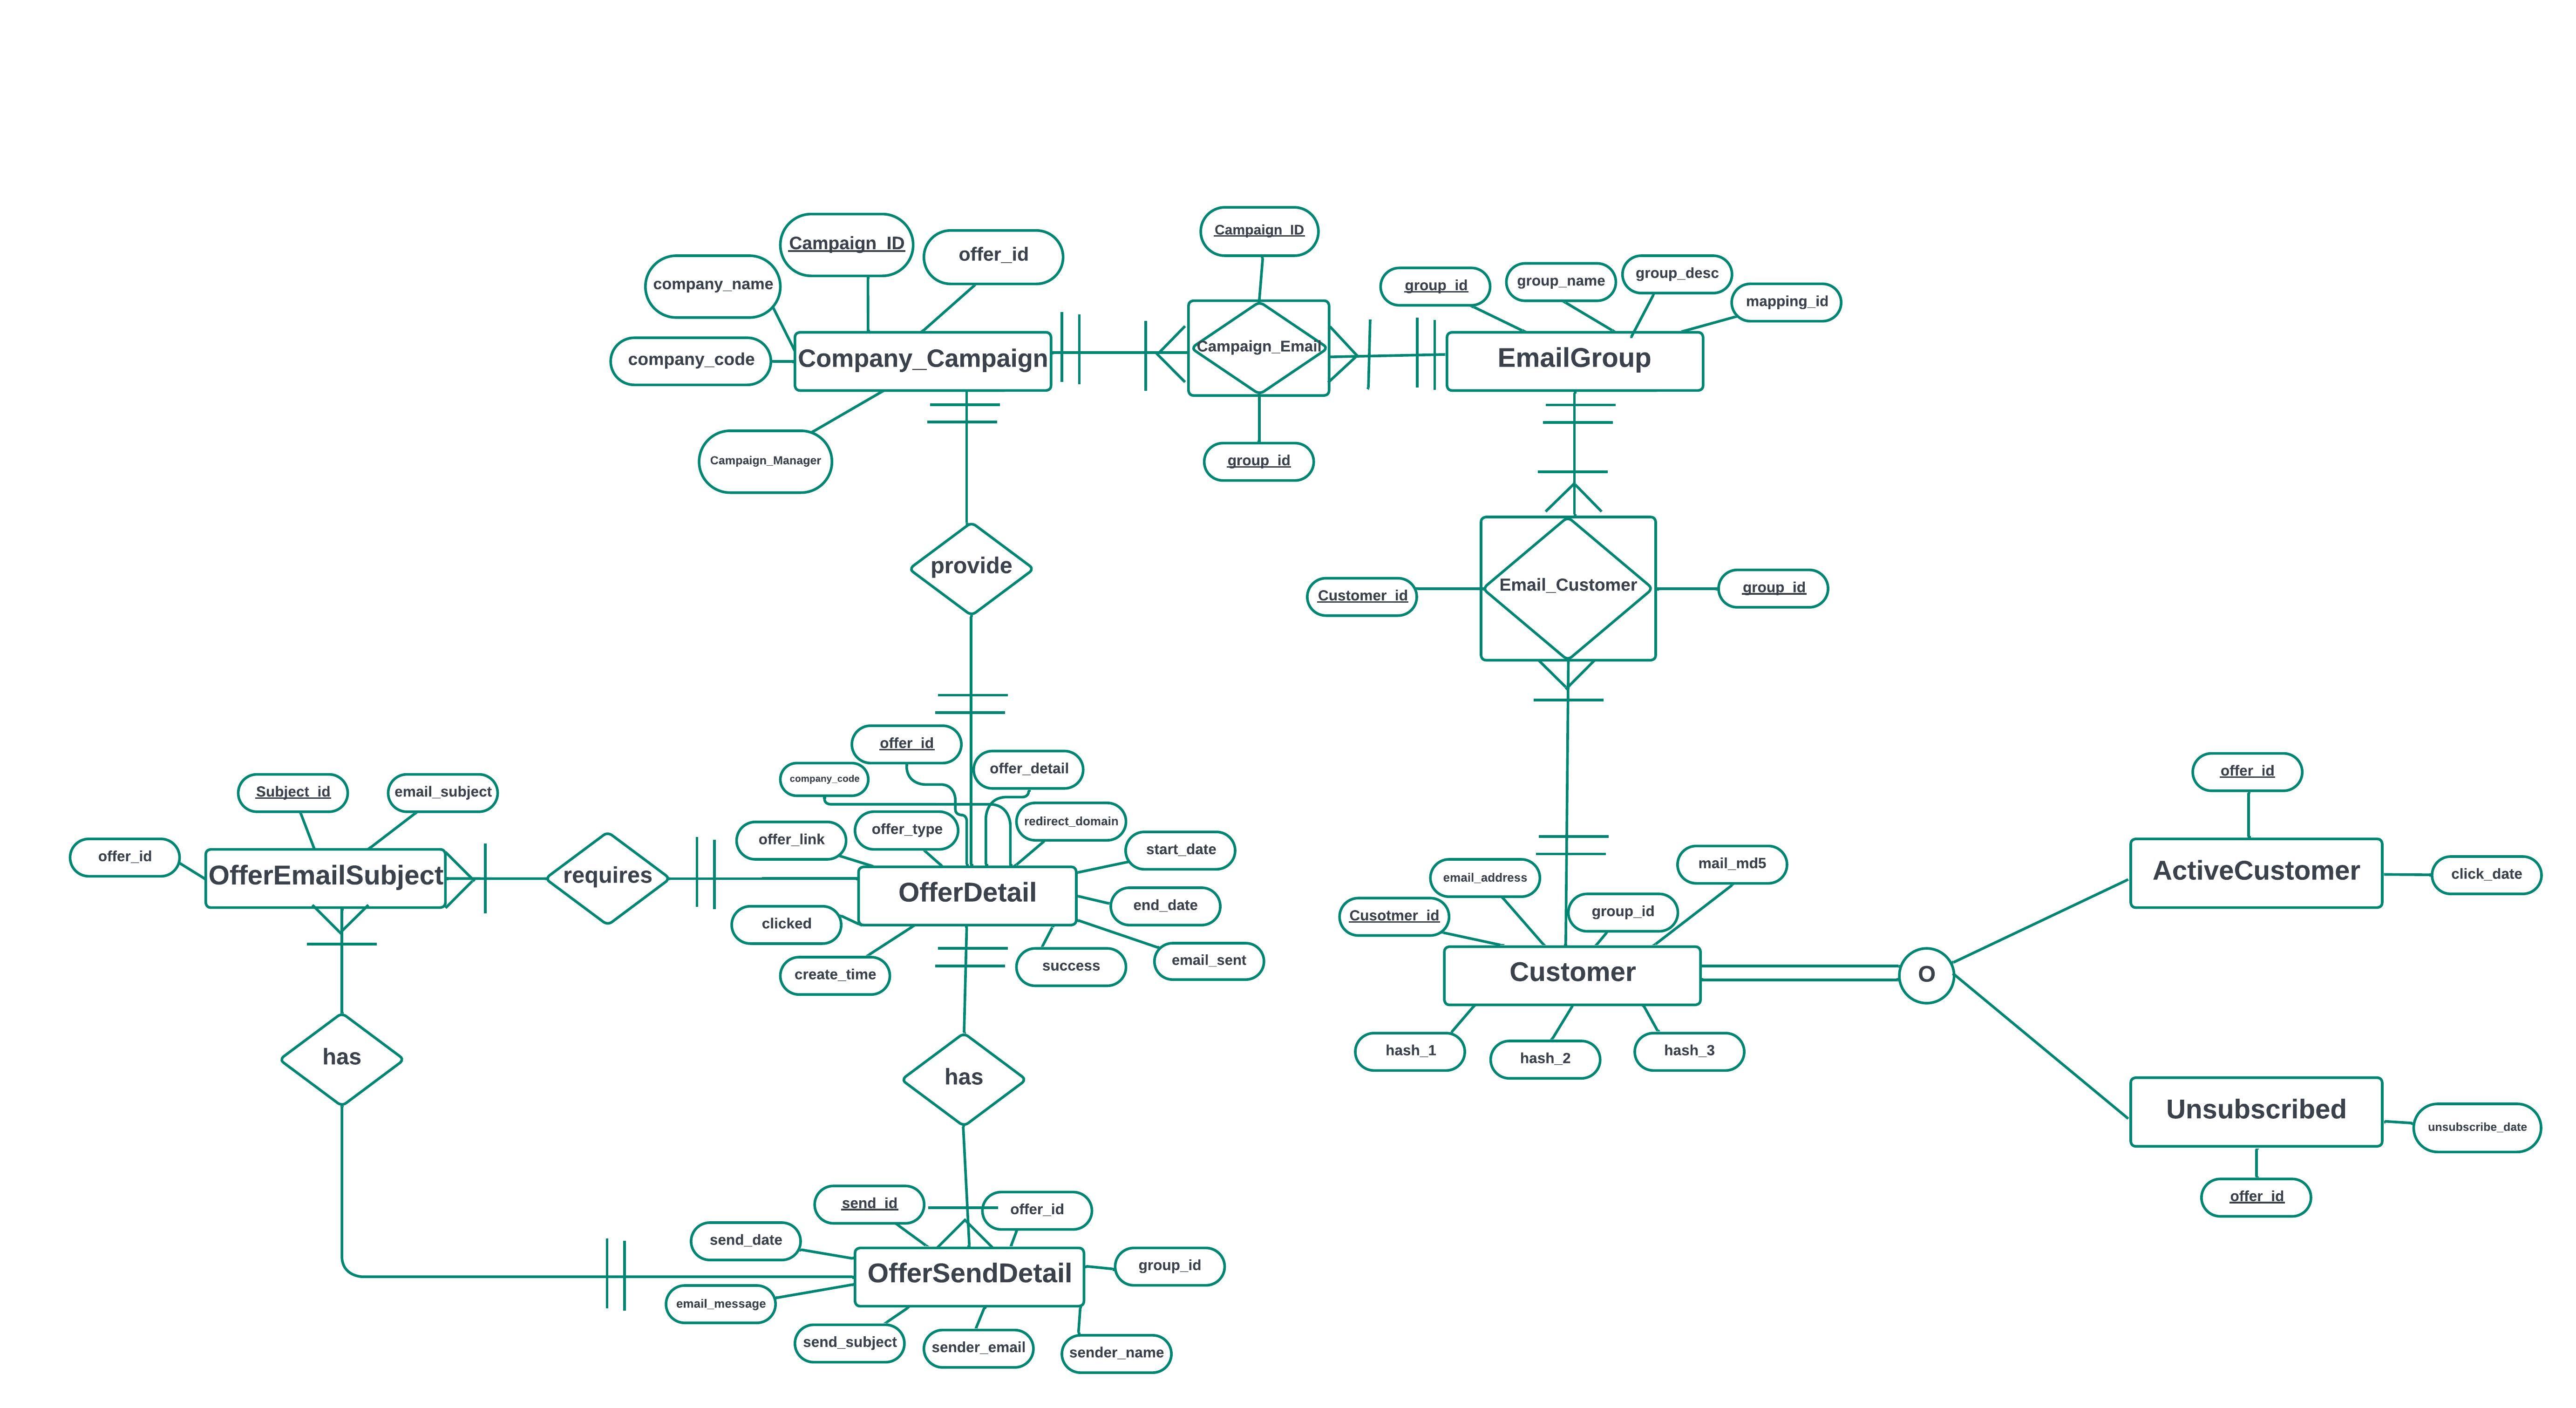 Campaign_ID
Campaign_ID
offer_id
company_name
group_id
group_name
group_desc
mapping_id
company_code
Company_Campaign
Campaign_Email
EmailGroup
Campaign_Manager
group_id
provide
Customer_id
Email_Customer
group_id
offer_id
offer_detail
company_code
offer_id
Subject_id
email_subject
offer_link
offer_type
redirect_domain
start_date
offer_id
OfferEmailSubject
requires
OfferDetail
end_date
clicked
create_time
success
email_sent
email_address
mail_md5
Cusotmer_id
group_id
Customer
O
ActiveCustomer
click_date
hash_1
hash_2
hash_3
has
has
Unsubscribed
unsubscribe_date
offer_id
send_id
offer_id
send_date
OfferSendDetail
group_id
email_message
send_subject
sender_email
sender_name